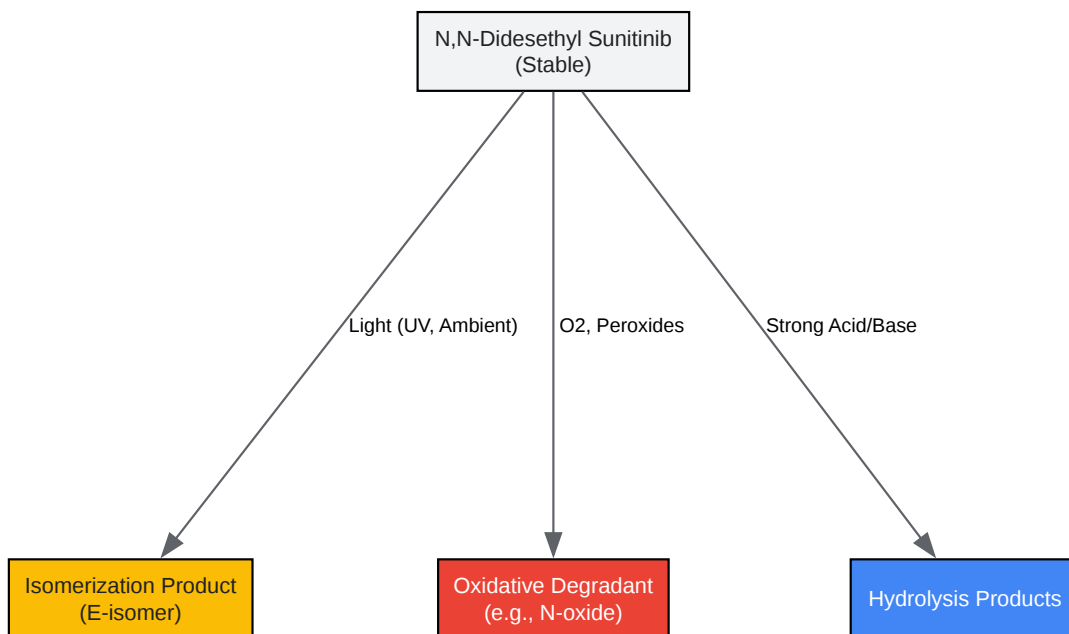 N,N-Didesethyl Sunitinib
(Stable)
Light (UV, Ambient)
O2, Peroxides
Strong Acid/Base
Isomerization Product
(E-isomer)
Oxidative Degradant
(e.g., N-oxide)
Hydrolysis Products